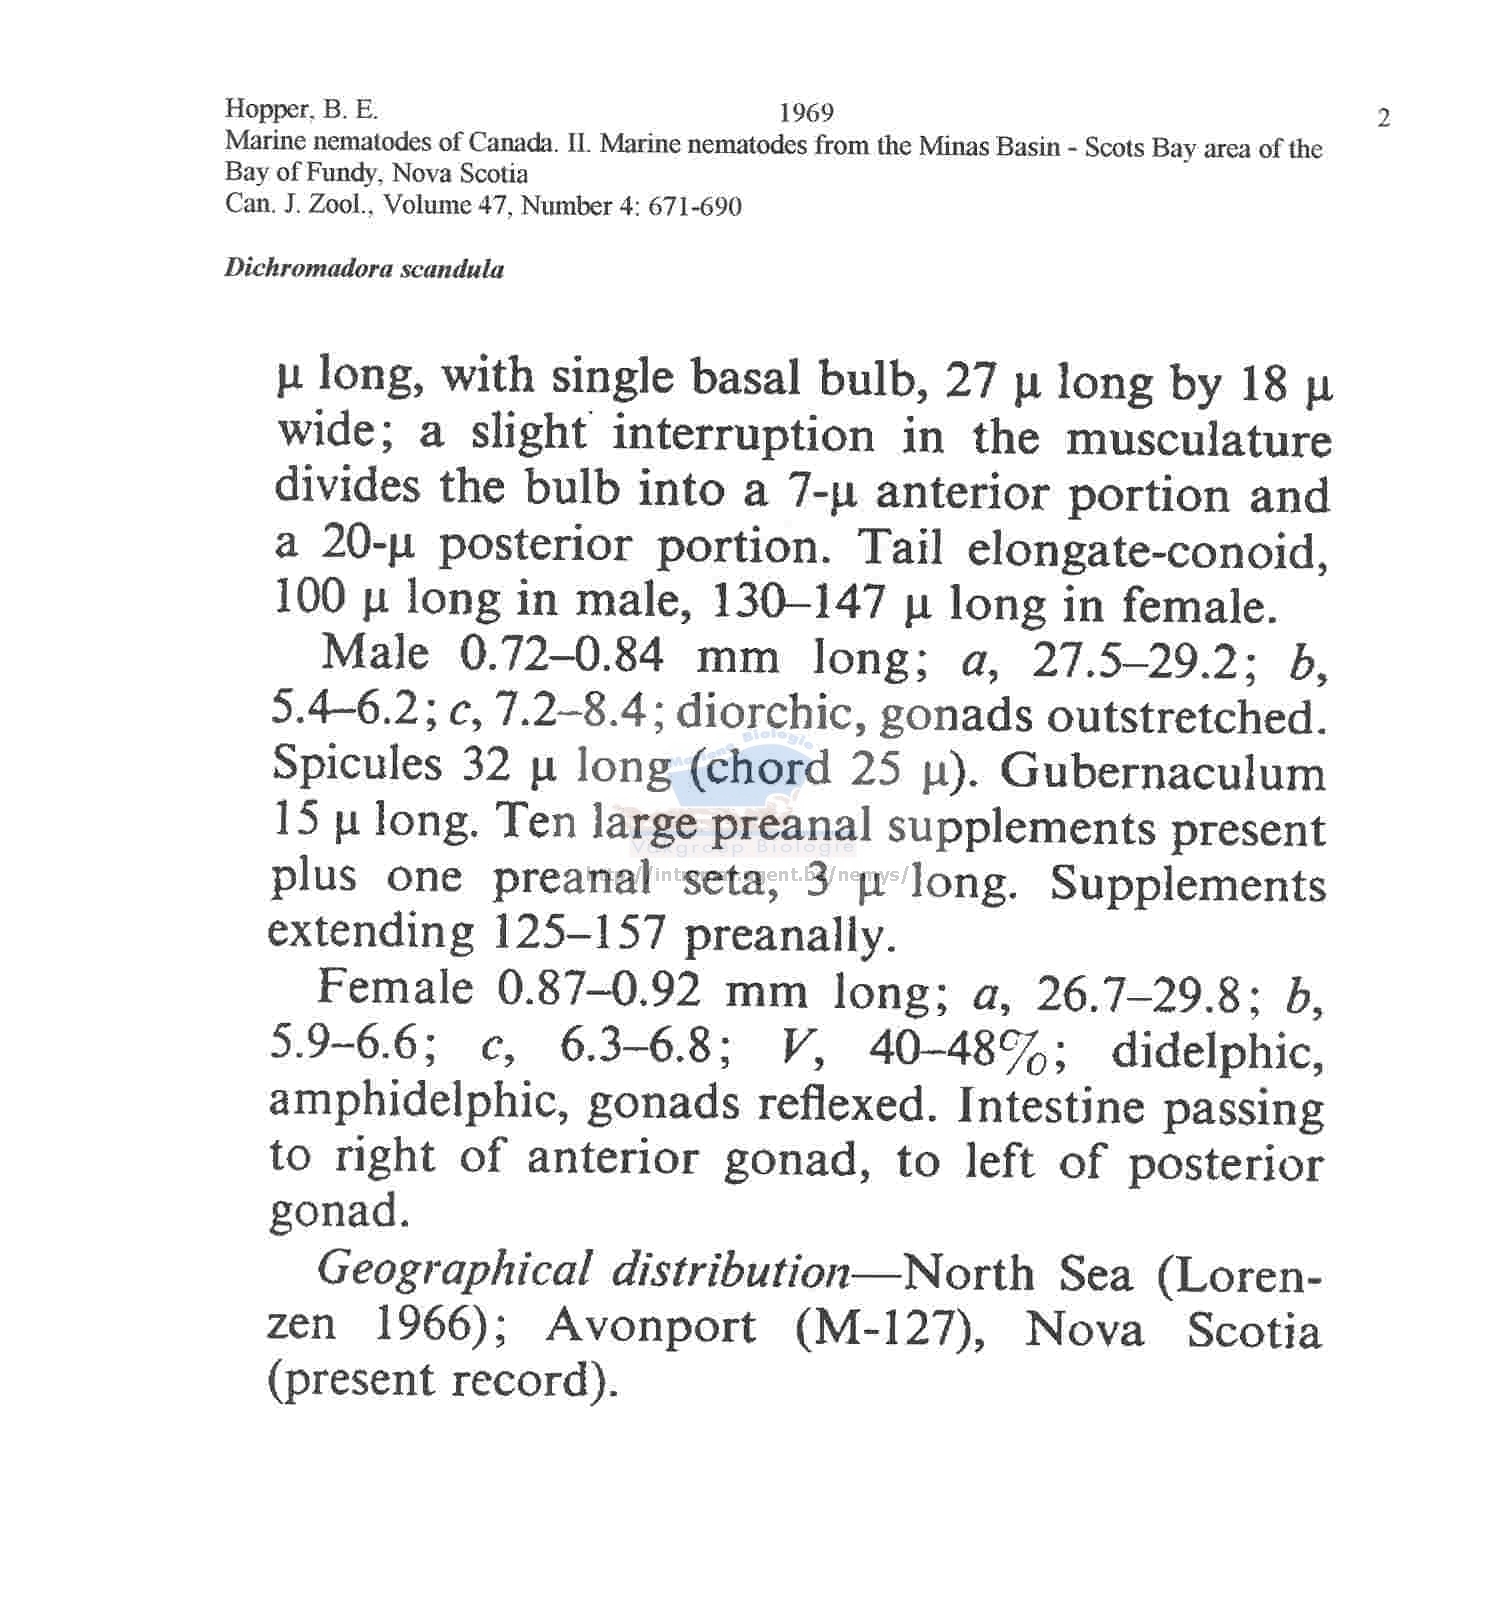 Hopper, B. E. 1969 2
Marine nematodes of Canada. II. Marine nematodes from the Minas Basin - Scots Bay area of the
Bay of Fundy, Nova Scotia
Can. J. Zool., Volume 47, Number 4: 671-690
Dichromadora scandula
µ long, with single basal bulb, 27 µ long by 18 µ
wide; a slight interruption in the musculature
divides the bulb into a 7-µ anterior portion and
a 20-µ posterior portion. Tail elongate-conoid,
100 µ long in male, 130–147 µ long in female.
Male 0.72–0.84 mm long; a, 27.5–29.2; b,
5.4–6.2; c, 7.2–8.4; diorchic, gonads outstretched.
Spicules 32 µ long (chord 25 µ). Gubernaculum
15 µ long. Ten large preanal supplements present
plus one preanal seta, 3 µ long. Supplements
extending 125–157 preanally.
Female 0.87–0.92 mm long; a, 26.7–29.8; b,
5.9–6.6; c, 6.3–6.8; V, 40–48%; didelphic,
amphidelphic, gonads reflexed. Intestine passing
to right of anterior gonad, to left of posterior
gonad.
Geographical distribution—North Sea (Loren-
zen 1966); Avonport (M-127), Nova Scotia
(present record).
Mariene Biologie
Vakgroep Biologie